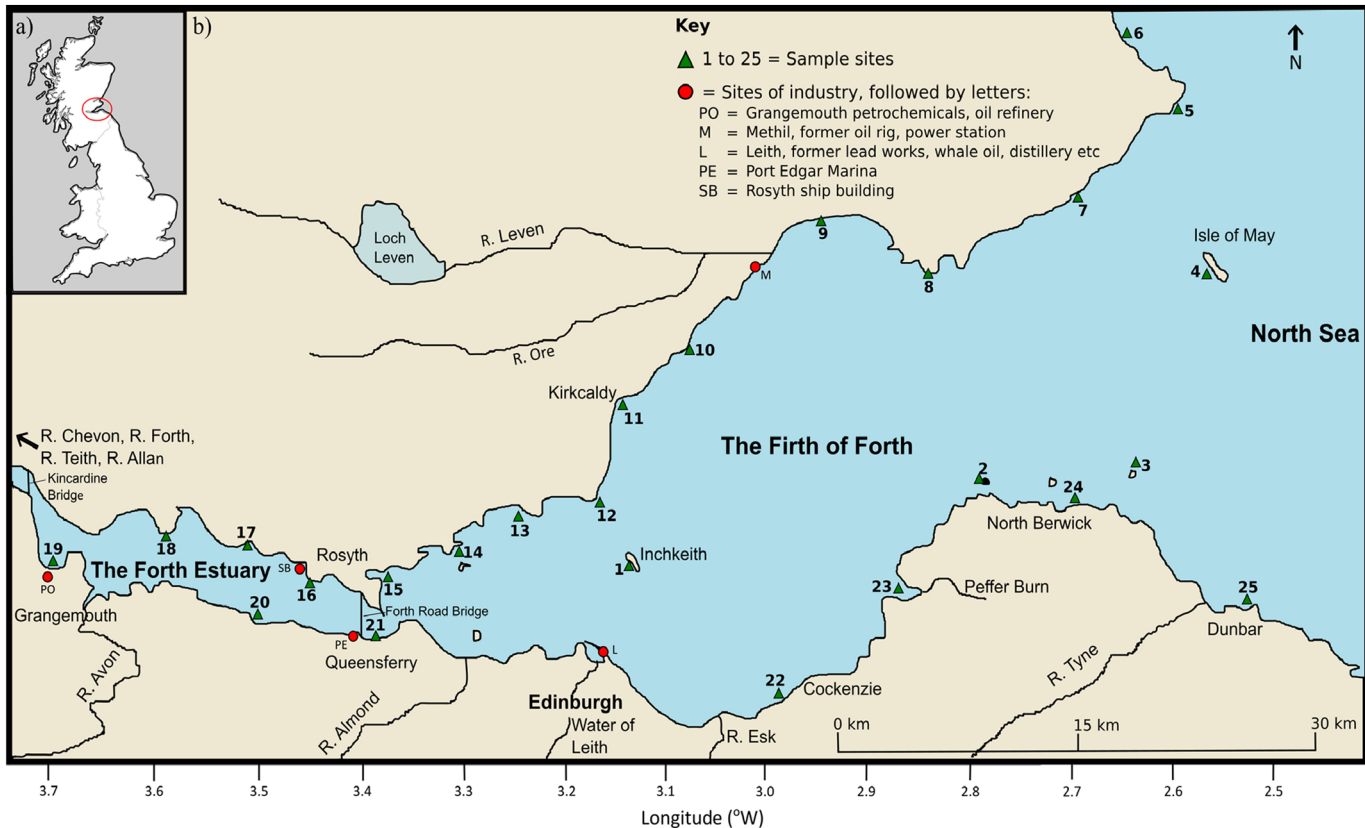 a)
b)
Key
1 to 25 = Sample sites
= Sites of industry, followed by letters:
PO = Grangemouth petrochemicals, oil refinery
M = Methil, former oil rig, power station
L = Leith, former lead works, whale oil, distillery etc
PE = Port Edgar Marina
SB = Rosyth ship building
N
6
5
7
Isle of May
4
9
8
M
Loch
Leven
R. Leven
R. Ore
North Sea
10
Kirkcaldy
11
The Firth of Forth
R. Chevon, R. Forth,
R. Teith, R. Allan
Kincardine
Bridge
2
3
24
North Berwick
12
13
14
17
18
19
Rosyth
SB
16
15
Inchkeith
1
The Forth Estuary
PO
Grangemouth
20
Forth Road Bridge
21
PE
Queensferry
23
Peffer Burn
25
Dunbar
L
22
Cockenzie
Edinburgh
R. Avon
R. Almond
Water of
Leith
R. Esk
R. Tyne
0 km
15 km
30 km
3.7
3.6
3.5
3.4
3.3
3.2
3.1
3.0
2.9
2.8
2.7
2.6
2.5
Longitude (°W)